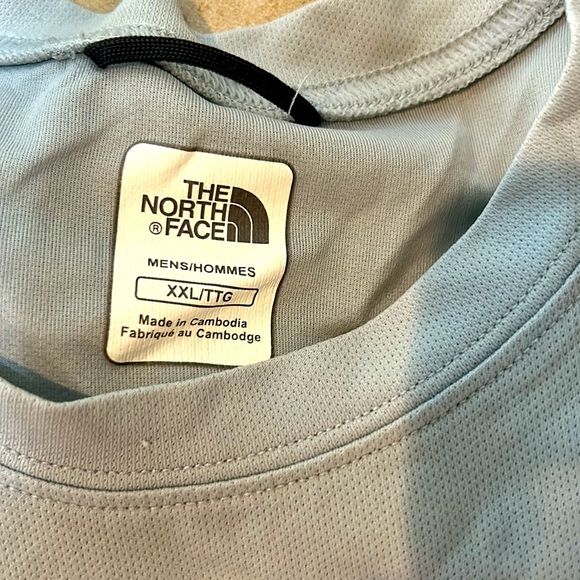 THE
NORTH
® FACE
MENS/HOMMES
XXL/TTG
Made in Cambodia
Fabriqué au Cambodge